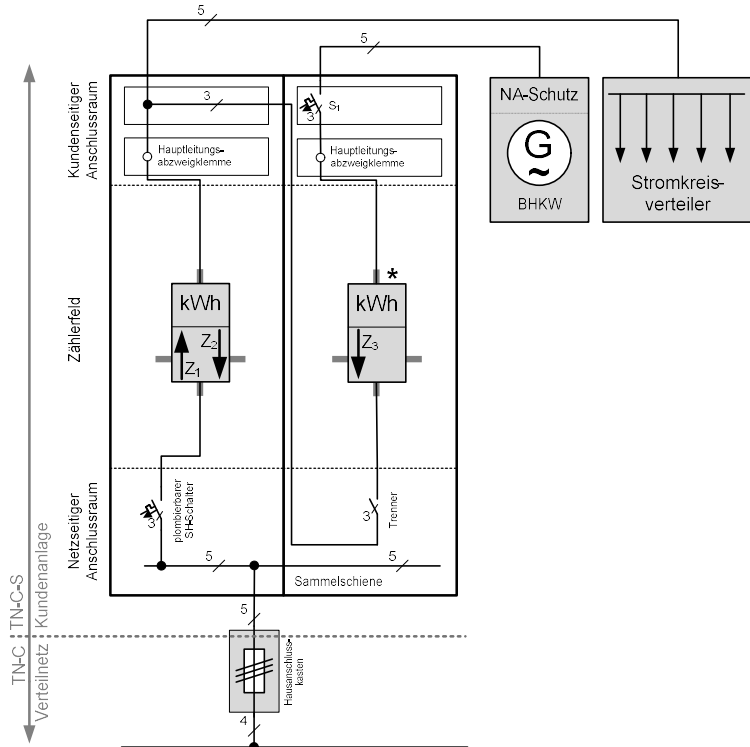 5
5
Kundenseitiger
Anschlussraum
3
S1
3
Hauptleitungs-
abzweigklemme
Hauptleitungs-
abzweigklemme
NA-Schutz
G
~
BHKW
Stromkreis-
verteiler
Zählerfeld
kWh
Z1
Z2
*
kWh
Z3
Netzseitiger
Anschlussraum
3
plombierbarer
SH-Schalter
3
Trenner
5
5
Sammelschiene
5
TN-C-S
Kundenanlage
TN-C
Verteilnetz
Hausanschluss-
kasten
4